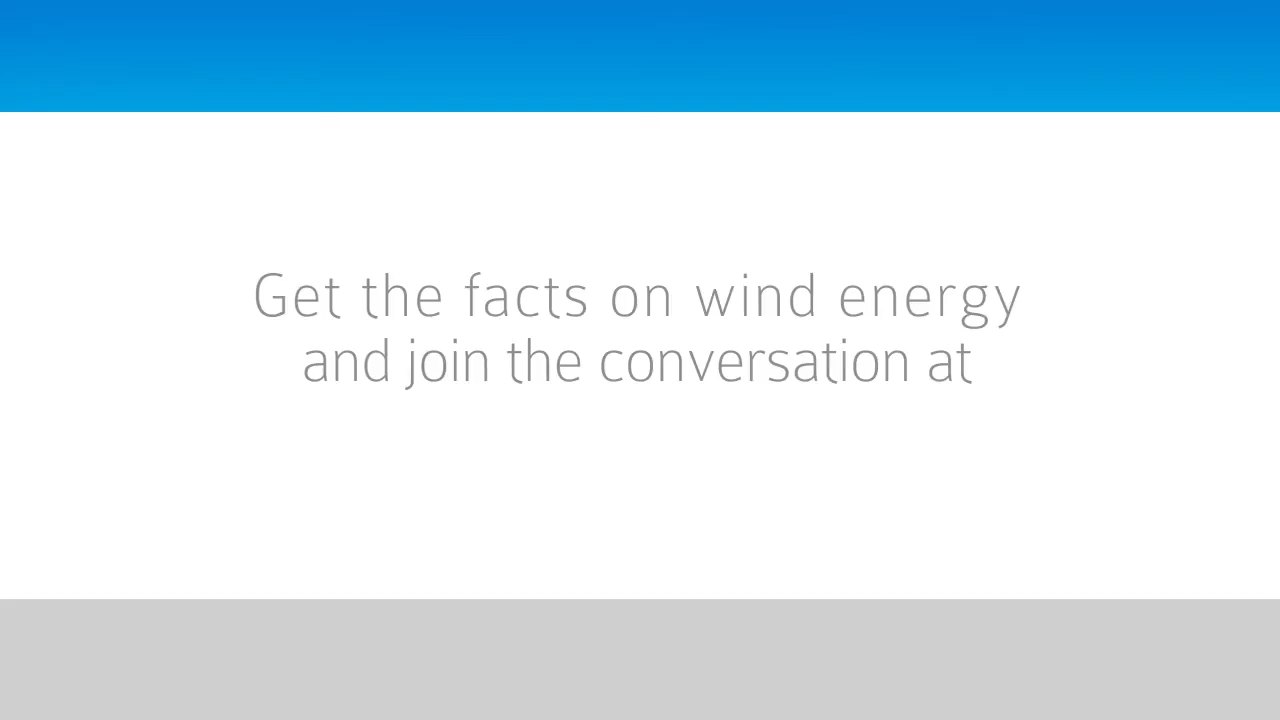 Get the facts on wind energy
and join the conversation at